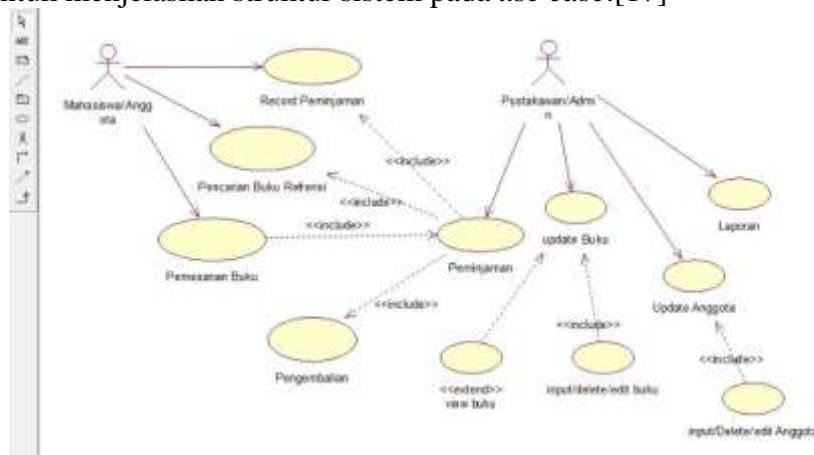 untuk menjelaskan struktur sistem pada use case.[17]
Mahasiswa/Angg
ota
Record Peminjaman
Pustakawan/Admi
n
Pencarian Buku Refrensi
<<include>>
<<include>>
<<include>>
Pemesanan Buku
Peminjaman
update Buku
Laporan
Update Anggota
<<include>>
<<include>>
<<include>>
Pengembalian
<<extend>>
view buku
input/delete/edit buku
input/Delete/edit Anggota